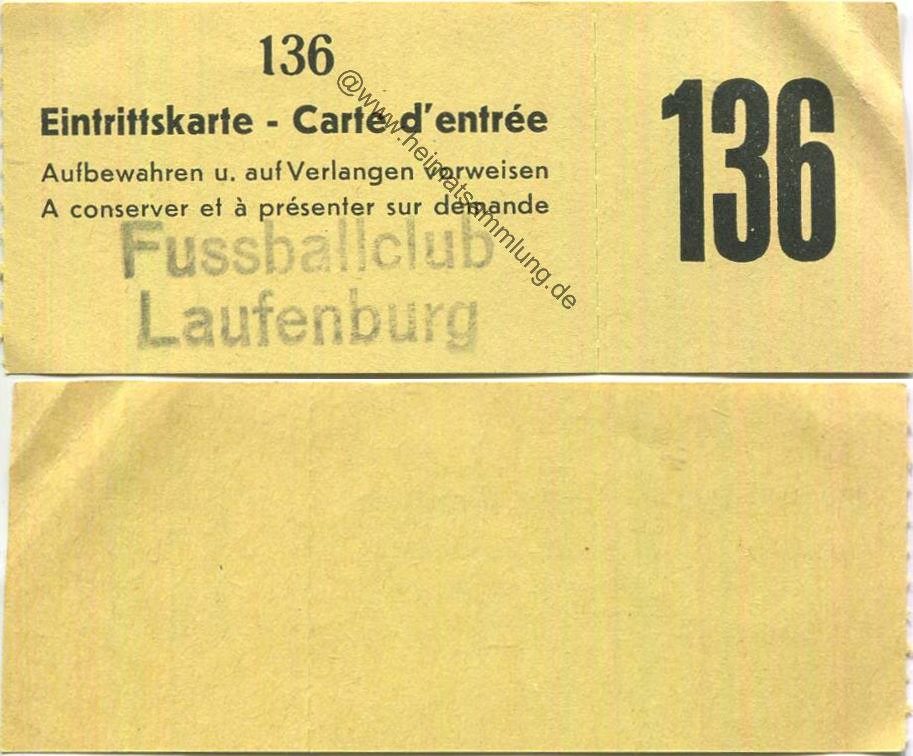 136
Eintrittskarte - Carte d'entrée
Aufbewahren u. auf Verlangen vorweisen
A conserver et à présenter sur demande
Fussballclub
Laufenburg
136
@www.heimatsammlung.de